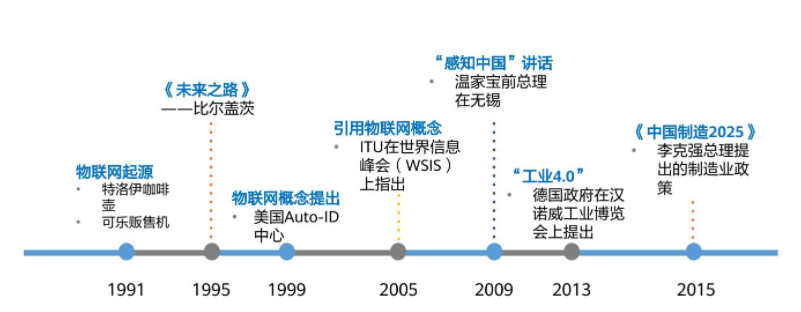 物联网起源
• 特洛伊咖啡
壶
• 可乐贩售机
《未来之路》
——比尔盖茨
物联网概念提出
• 美国Auto-ID
中心
引用物联网概念
• ITU在世界信息
峰会（WSIS）
上指出
“感知中国”讲话
• 温家宝前总理
在无锡
“工业4.0”
• 德国政府在汉
诺威工业博览
会上提出
《中国制造2025》
• 李克强总理提
出的制造业政
策
1991
1995
1999
2005
2009
2013
2015